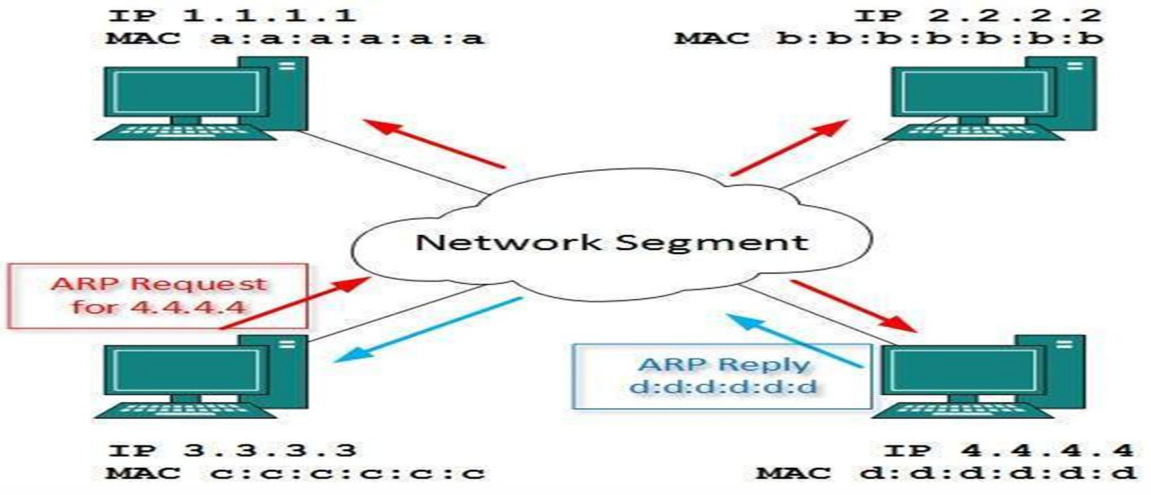 IP 1.1.1.1
MAC a:a:a:a:a:a
IP 2.2.2.2
MAC b:b:b:b:b:b:b
Network Segment
ARP Request
for 4.4.4.4
ARP Reply
d:d:d:d:d:d
IP 3.3.3.3
MAC c:c:c:c:c:c
IP 4.4.4.4
MAC d:d:d:d:d:d